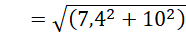 = √(7,4² + 10²)